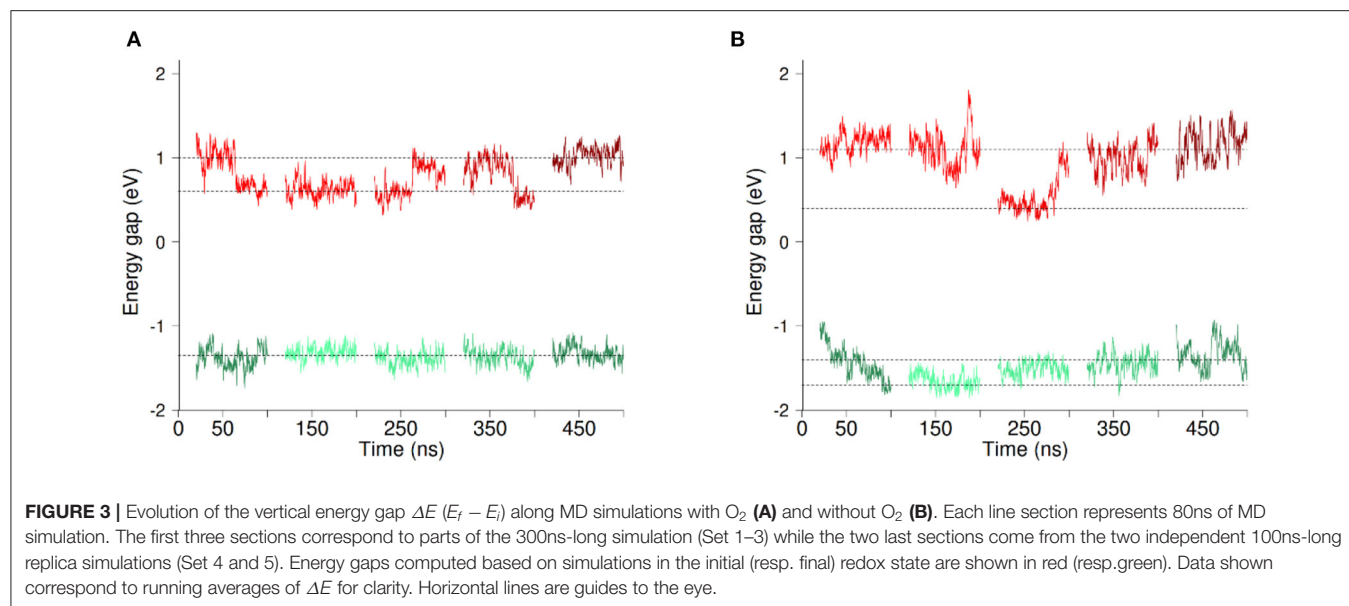 A
B
2
1
0
-1
-2
Energy gap (eV)
0 50 150 250 350 450
Time (ns)
2
1
0
-1
-2
Energy gap (eV)
0 50 150 250 350 450
Time (ns)
FIGURE 3 | Evolution of the vertical energy gap ΔE (E_f − E_i) along MD simulations with O₂ (A) and without O₂ (B). Each line section represents 80ns of MD
simulation. The first three sections correspond to parts of the 300ns-long simulation (Set 1–3) while the two last sections come from the two independent 100ns-long
replica simulations (Set 4 and 5). Energy gaps computed based on simulations in the initial (resp. final) redox state are shown in red (resp.green). Data shown
correspond to running averages of ΔE for clarity. Horizontal lines are guides to the eye.